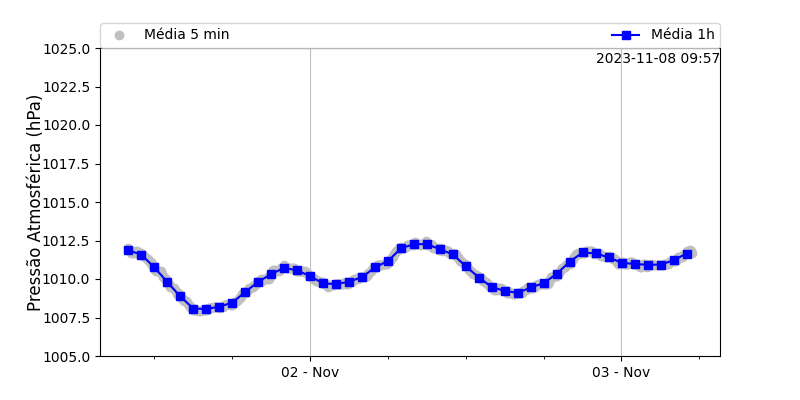 Média 5 min
Média 1h
2023-11-08 09:57
Pressão Atmosférica (hPa)
1025.0
1022.5
1020.0
1017.5
1015.0
1012.5
1010.0
1007.5
1005.0
02 - Nov
03 - Nov